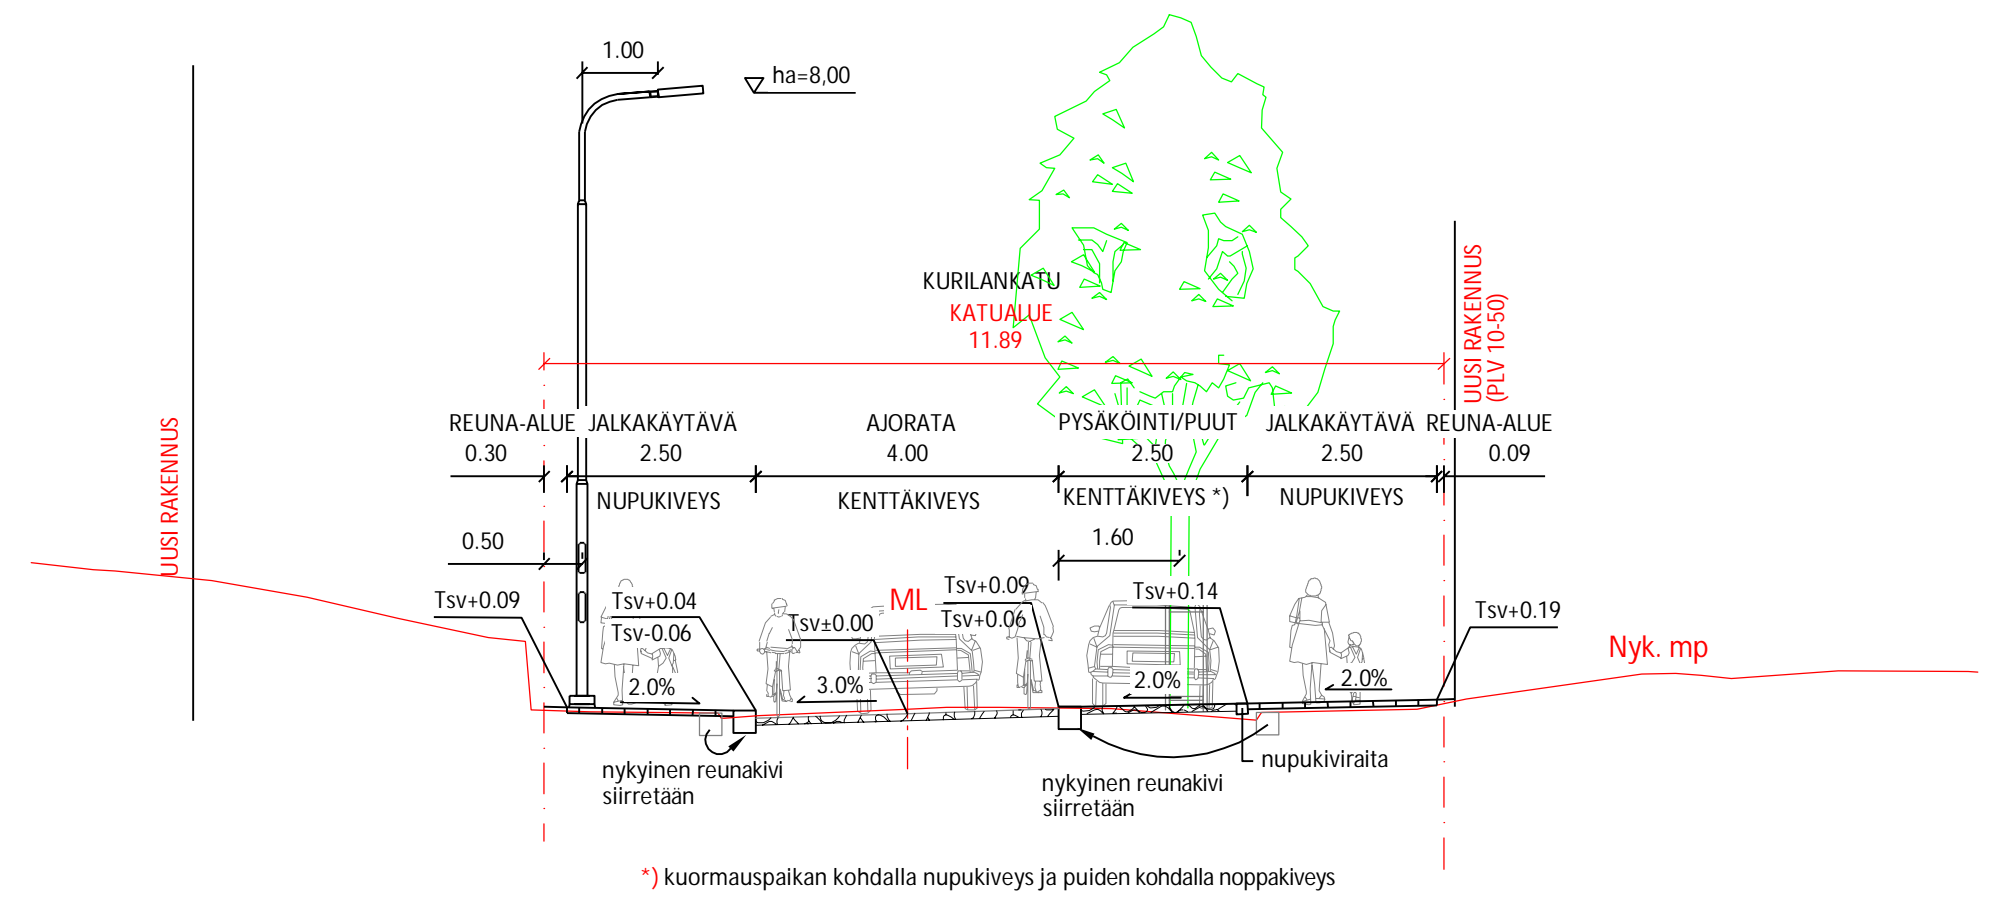 1.00
ha=8,00
KURILANKATU
KATUALUE
11.89
UUSI RAKENNUS
UUSI RAKENNUS
(PLV 10-50)
REUNA-ALUE JALKAKÄYTÄVÄ AJORATA PYSÄKÖINTI/PUUT JALKAKÄYTÄVÄ REUNA-ALUE
0.30 2.50 4.00 2.50 2.50 0.09
NUPUKIVEYS KENTTÄKIVEYS KENTTÄKIVEYS *) NUPUKIVEYS
0.50 1.60
Tsv+0.09 Tsv+0.04 Tsv±0.00 ML Tsv+0.09 Tsv+0.14 Tsv+0.19
Tsv-0.06 Tsv+0.06
Nyk. mp
2.0% 3.0% 2.0% 2.0%
nykyinen reunakivi
siirretään
nykyinen reunakivi
siirretään
nupukiviraita
*) kuormauspaikan kohdalla nupukiveys ja puiden kohdalla noppakiveys